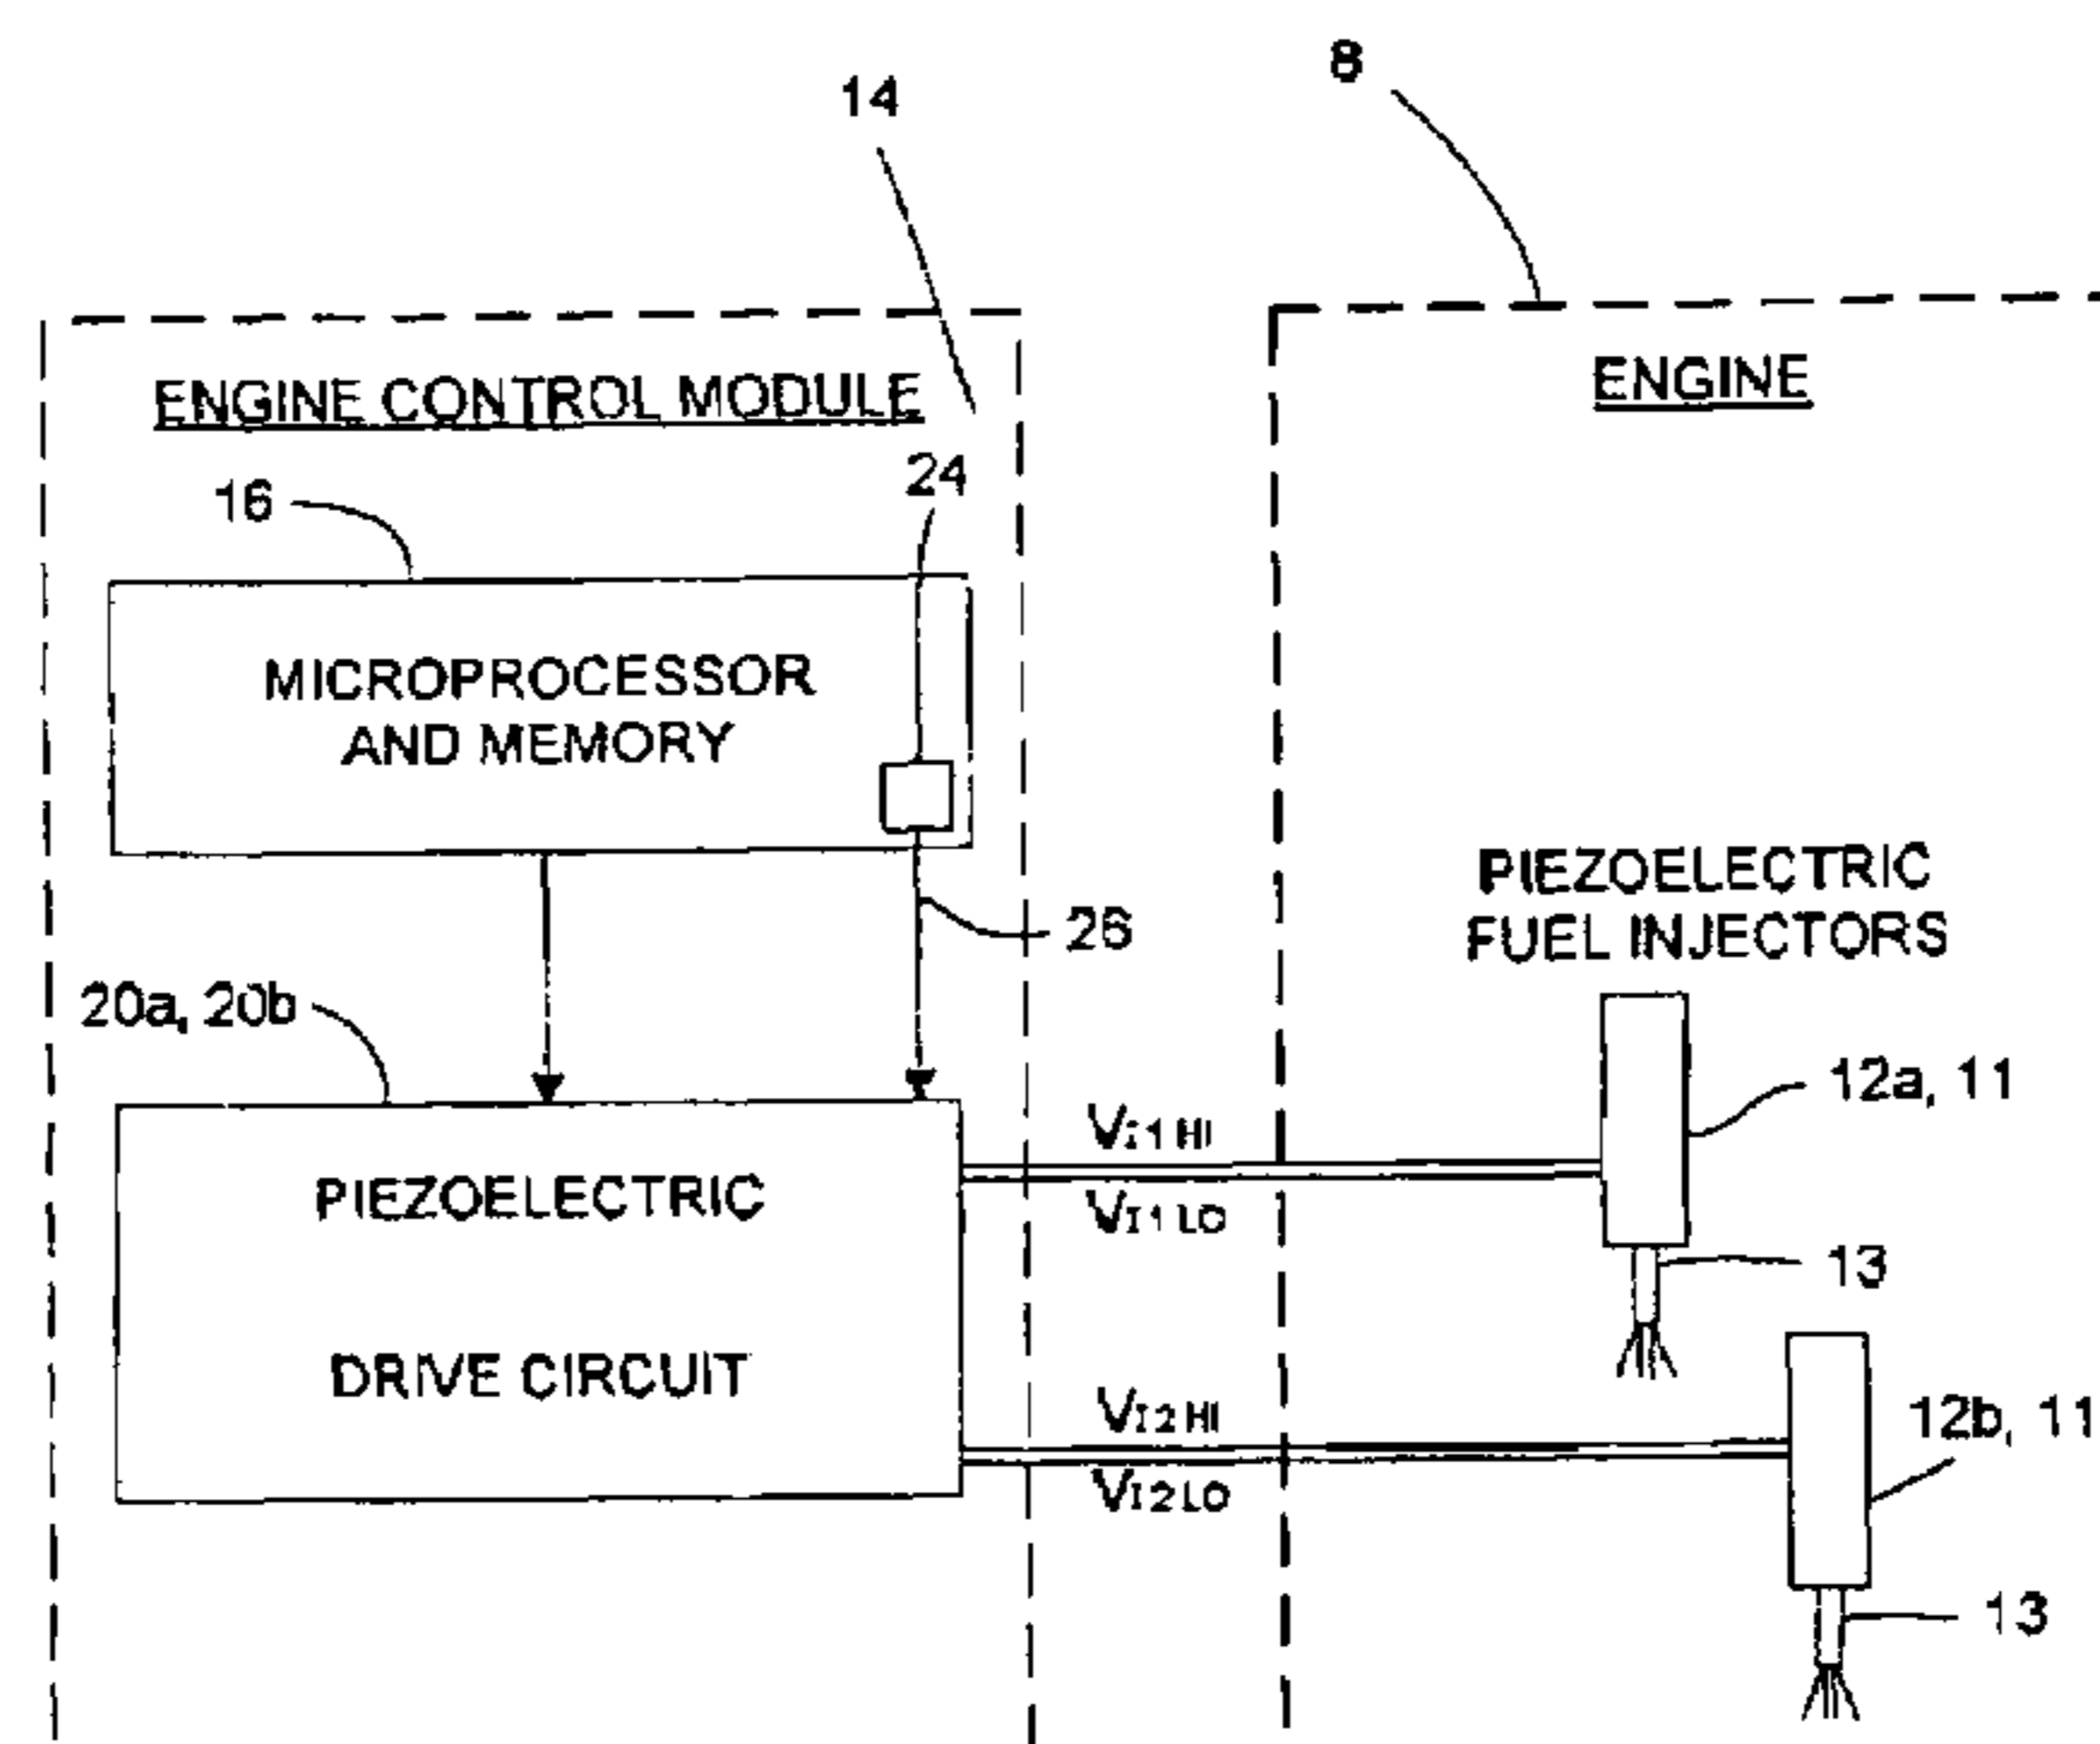 8
14
ENGINE CONTROL MODULE
ENGINE
24
16
MICROPROCESSOR
AND MEMORY
PIEZOELECTRIC
FUEL INJECTORS
26
20a, 20b
12a, 11
VI1 HI
PIEZOELECTRIC
VI1 LO
13
DRIVE CIRCUIT
VI2 HI
12b, 11
VI2 LO
13